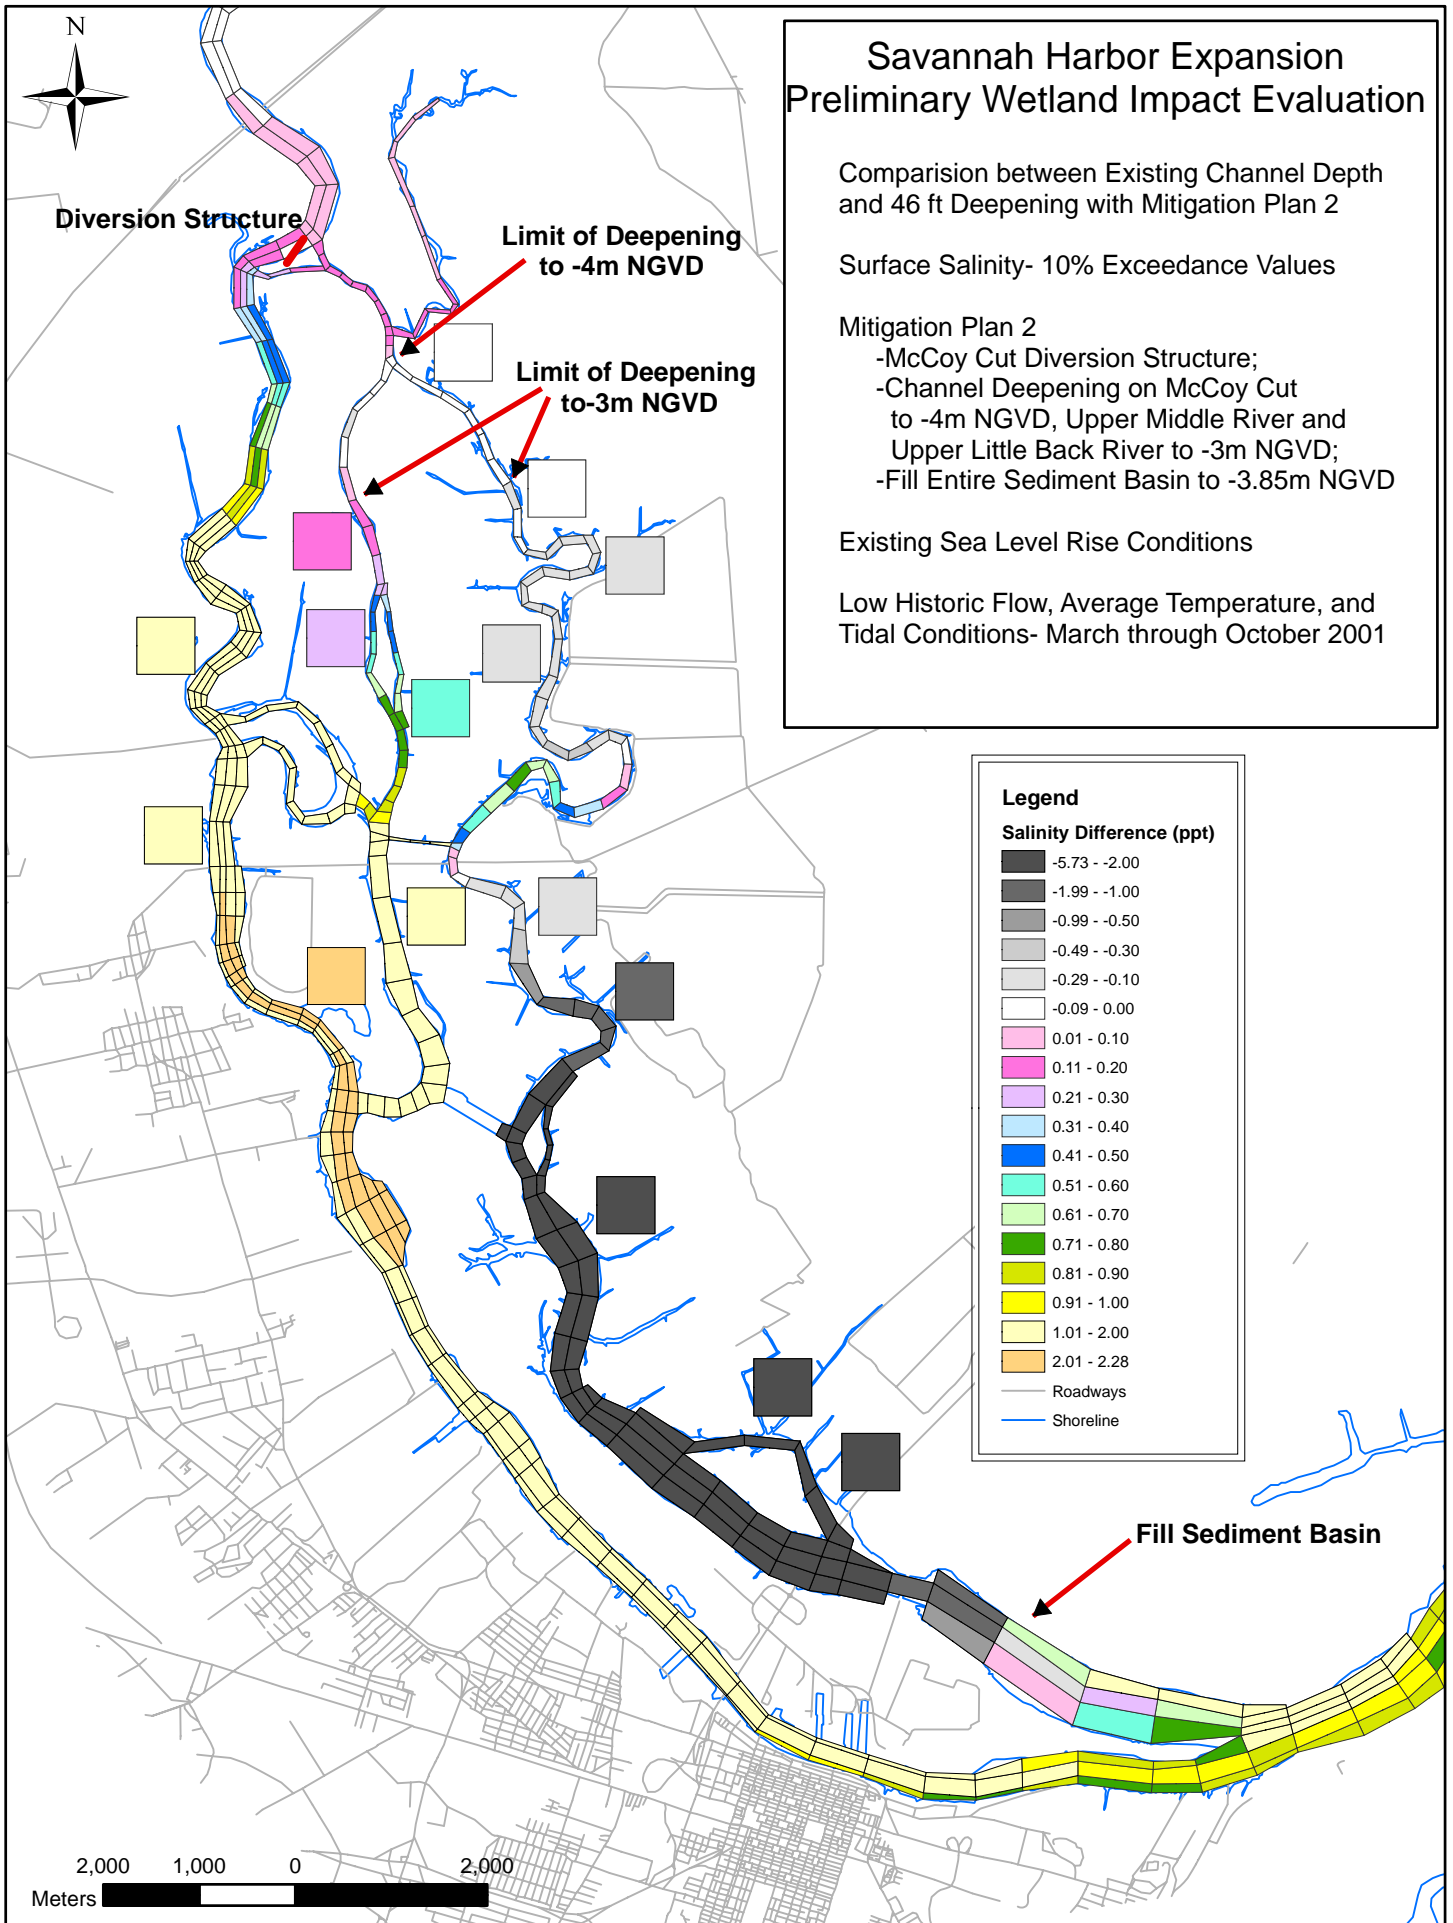 N
Savannah Harbor Expansion
Preliminary Wetland Impact Evaluation
Comparision between Existing Channel Depth
and 46 ft Deepening with Mitigation Plan 2
Surface Salinity- 10% Exceedance Values
Mitigation Plan 2
-McCoy Cut Diversion Structure;
-Channel Deepening on McCoy Cut
to -4m NGVD, Upper Middle River and
Upper Little Back River to -3m NGVD;
-Fill Entire Sediment Basin to -3.85m NGVD
Existing Sea Level Rise Conditions
Low Historic Flow, Average Temperature, and
Tidal Conditions- March through October 2001
Diversion Structure
Limit of Deepening
to -4m NGVD
Limit of Deepening
to-3m NGVD
Legend
Salinity Difference (ppt)
-5.73 - -2.00
-1.99 - -1.00
-0.99 - -0.50
-0.49 - -0.30
-0.29 - -0.10
-0.09 - 0.00
0.01 - 0.10
0.11 - 0.20
0.21 - 0.30
0.31 - 0.40
0.41 - 0.50
0.51 - 0.60
0.61 - 0.70
0.71 - 0.80
0.81 - 0.90
0.91 - 1.00
1.01 - 2.00
2.01 - 2.28
Roadways
Shoreline
Fill Sediment Basin
2,000 1,000 0 2,000
Meters